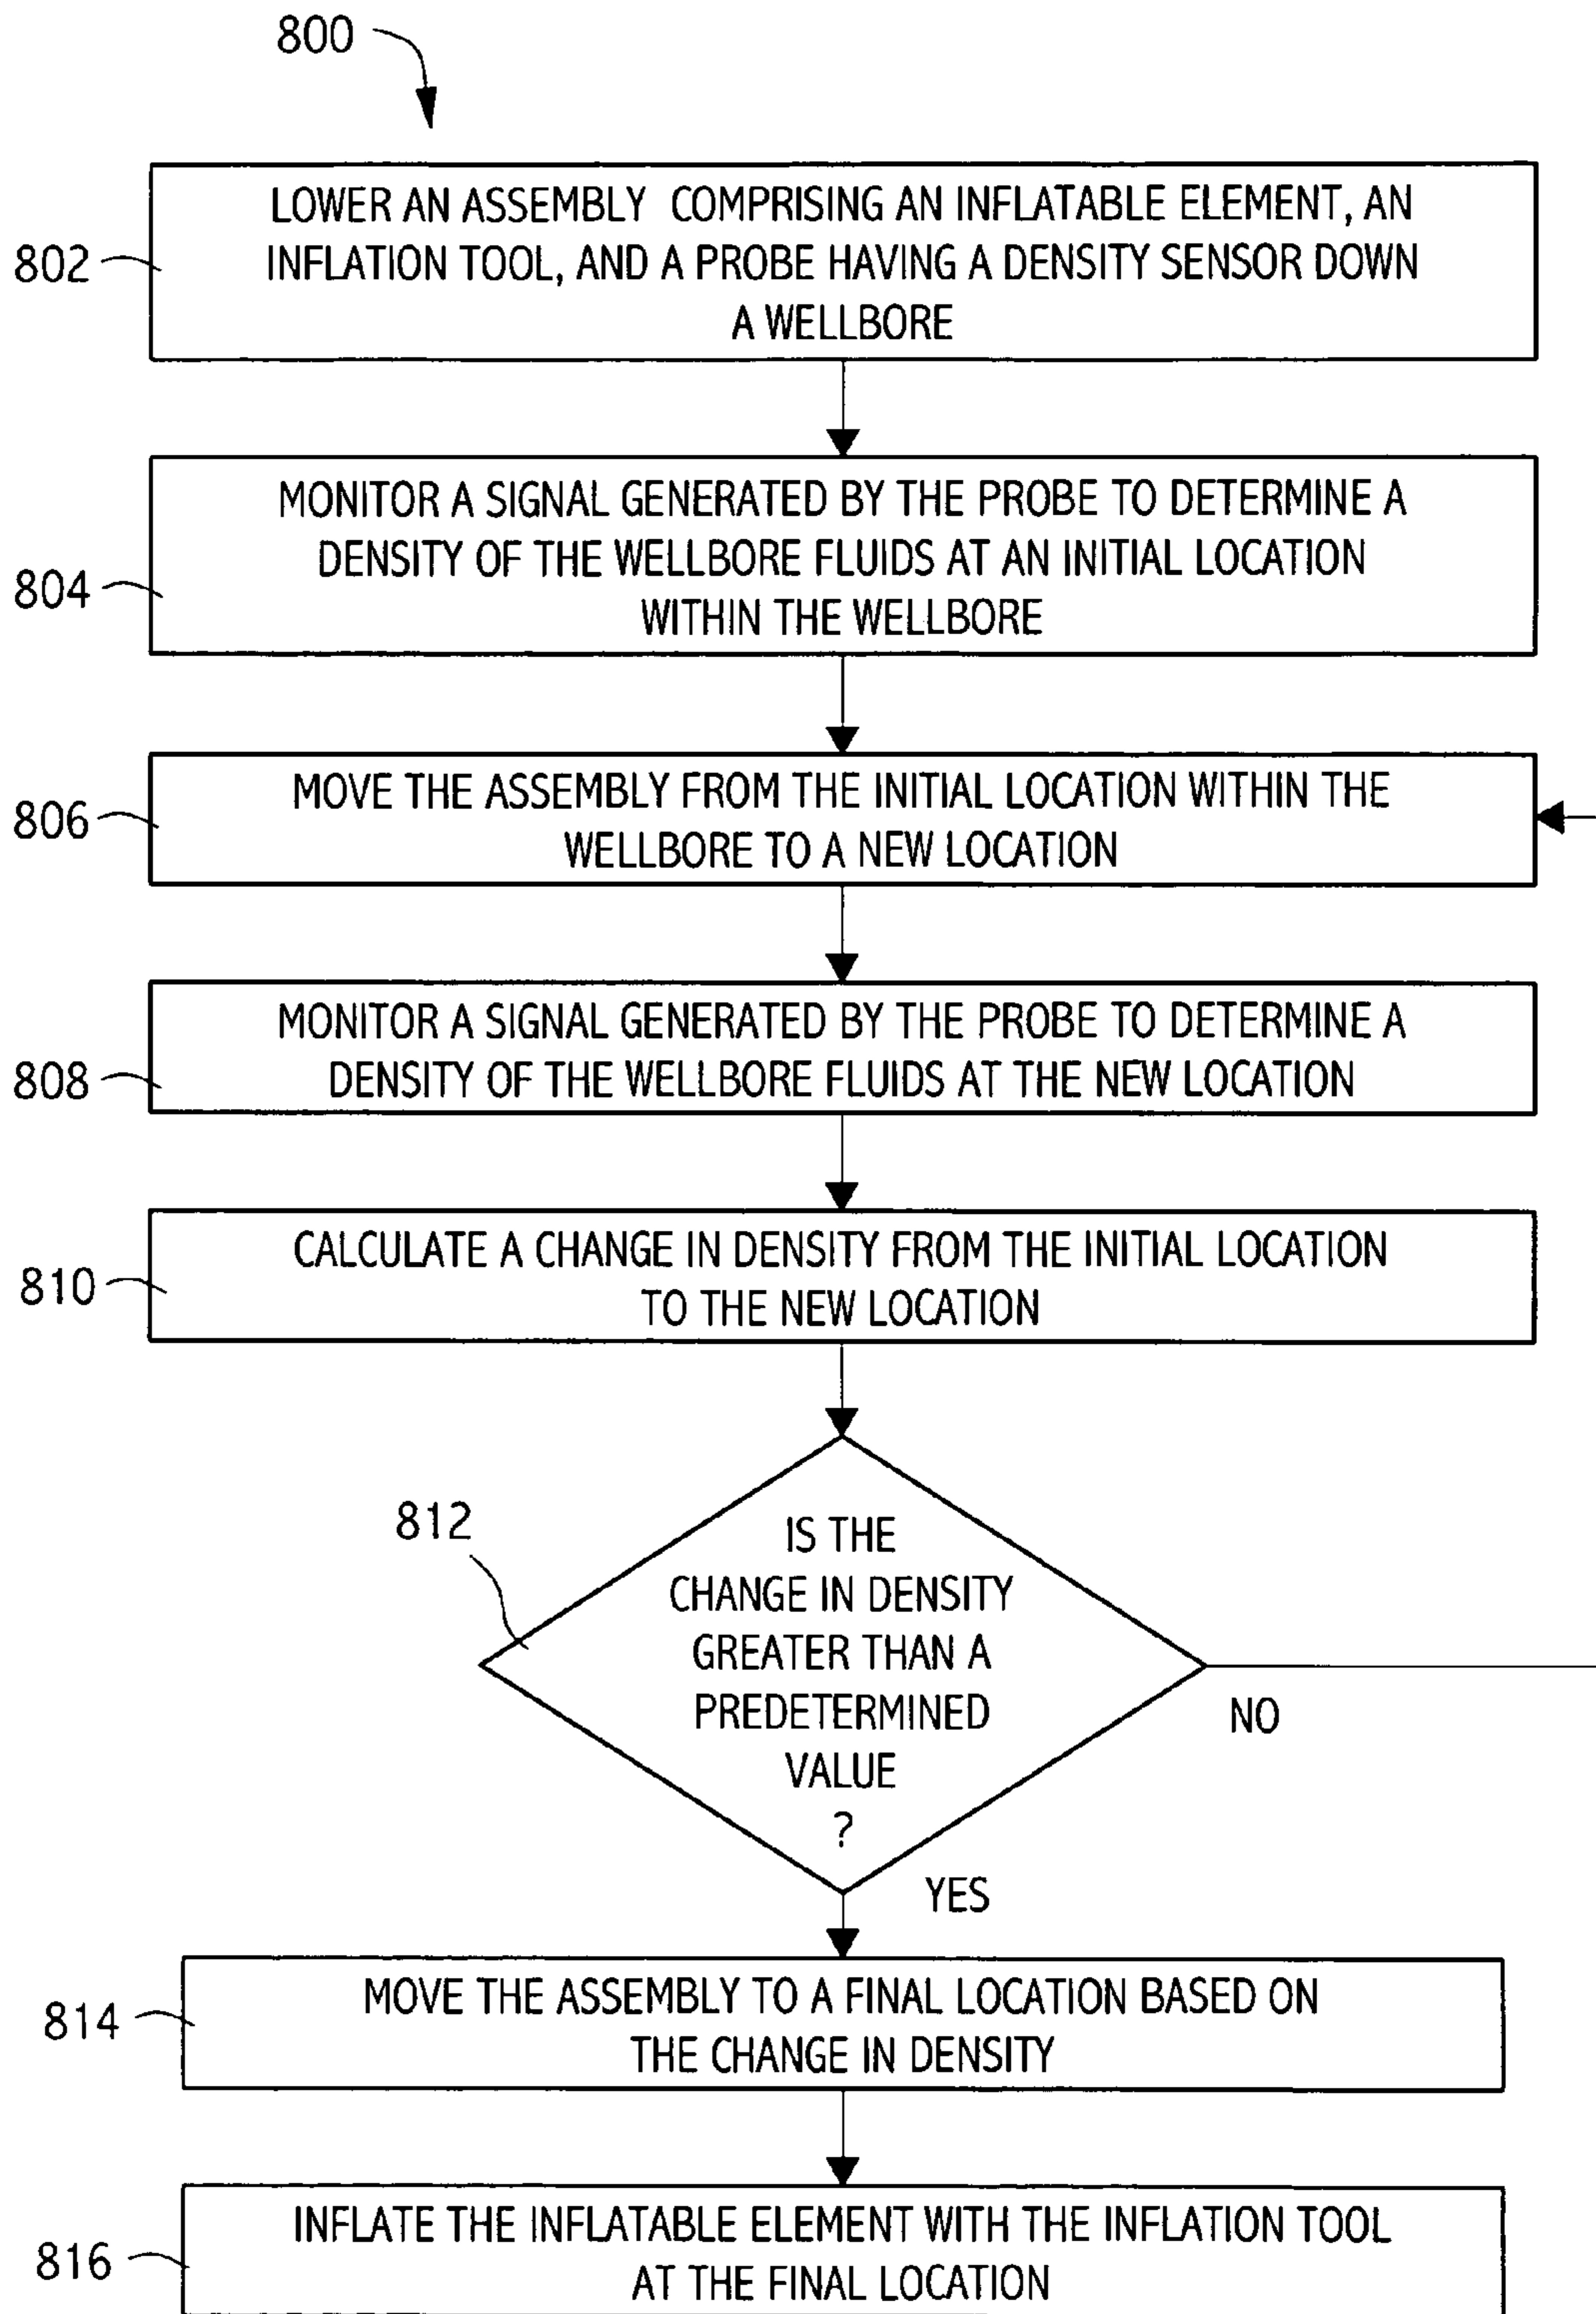 800
LOWER AN ASSEMBLY COMPRISING AN INFLATABLE ELEMENT, AN
INFLATION TOOL, AND A PROBE HAVING A DENSITY SENSOR DOWN
A WELLBORE
802
MONITOR A SIGNAL GENERATED BY THE PROBE TO DETERMINE A
DENSITY OF THE WELLBORE FLUIDS AT AN INITIAL LOCATION
WITHIN THE WELLBORE
804
MOVE THE ASSEMBLY FROM THE INITIAL LOCATION WITHIN THE
WELLBORE TO A NEW LOCATION
806
MONITOR A SIGNAL GENERATED BY THE PROBE TO DETERMINE A
DENSITY OF THE WELLBORE FLUIDS AT THE NEW LOCATION
808
CALCULATE A CHANGE IN DENSITY FROM THE INITIAL LOCATION
TO THE NEW LOCATION
810
812
IS THE
CHANGE IN DENSITY
GREATER THAN A
PREDETERMINED
VALUE
?
NO
YES
MOVE THE ASSEMBLY TO A FINAL LOCATION BASED ON
THE CHANGE IN DENSITY
814
INFLATE THE INFLATABLE ELEMENT WITH THE INFLATION TOOL
AT THE FINAL LOCATION
816